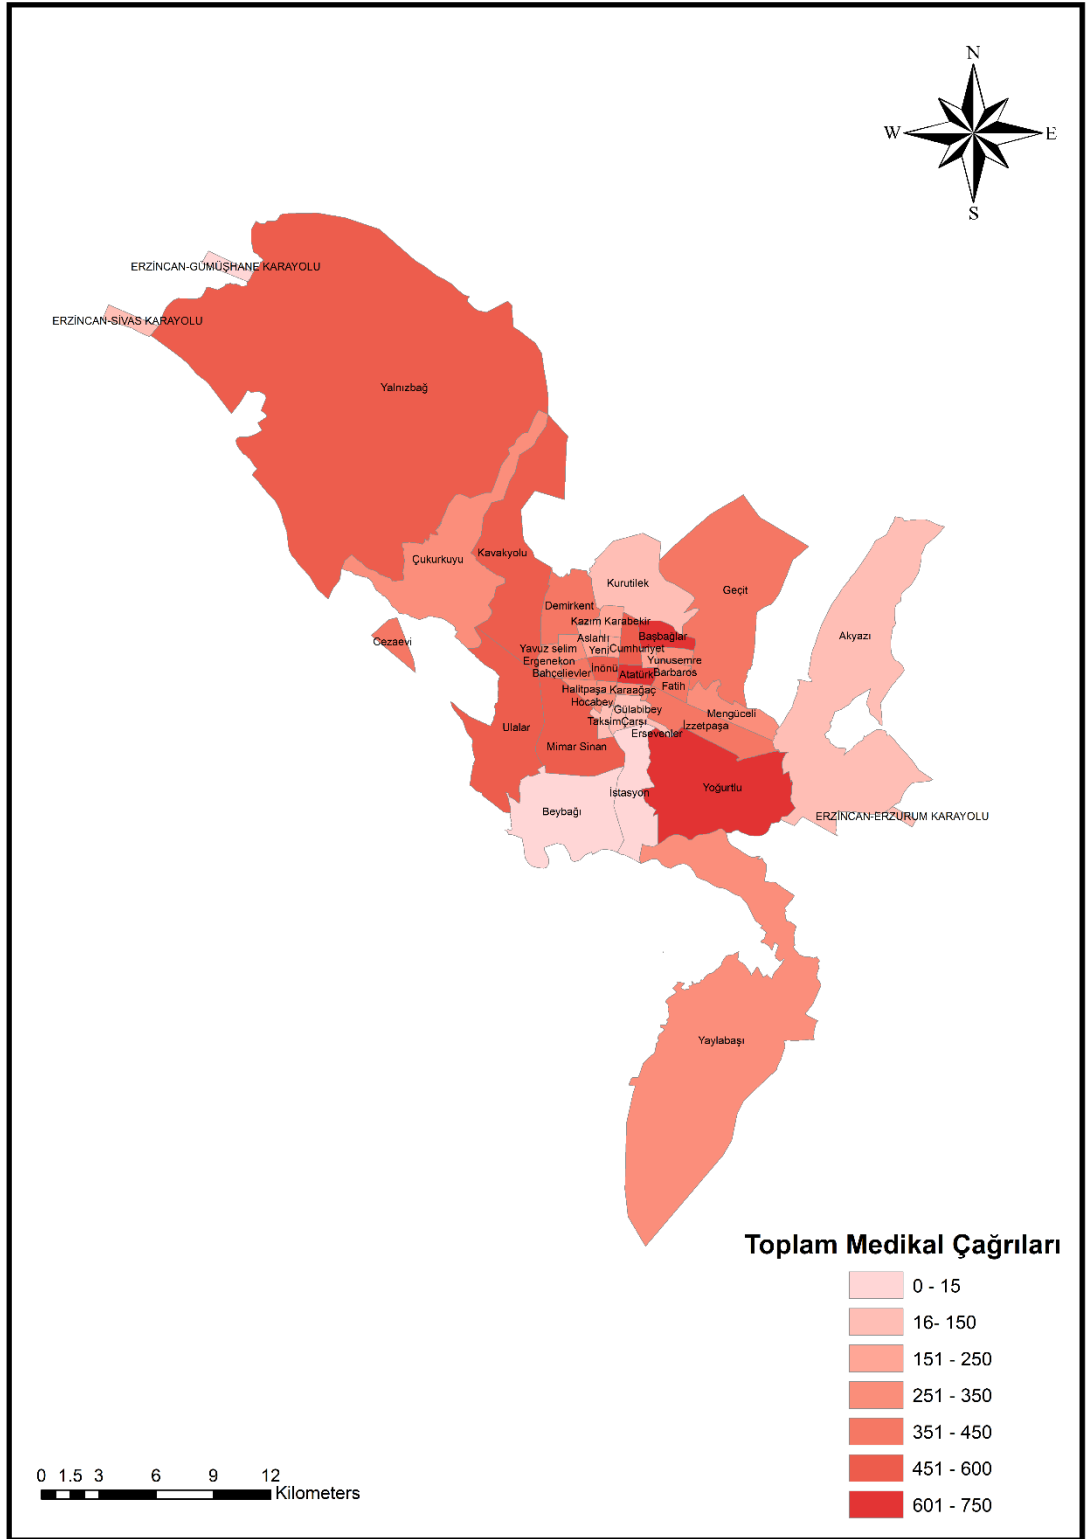 N
W
E
S
ERZİNCAN-GÜMÜŞHANE KARAYOLU
ERZİNCAN-SİVAS KARAYOLU
Yalnızbağ
Çukurkuyu
Kavakyolu
Kurutilek
Geçit
Demirkent
Kazım Karabekir
Akyazı
Cezaevi
Aslanlı
Başbağlar
Yavuz selim
Yeni
Cumhuriyet
Ergenekon
Yunusemre
Bahçelievler
İnönü
Atatürk
Barbaros
Halitpaşa
Karaağaç
Fatih
Hocabey
Gülabibey
Mengüceli
Taksim
Çarşı
İzzetpaşa
Ulalar
Ersevenler
Mimar Sinan
Yoğurtlu
İstasyon
Beybağı
ERZİNCAN-ERZURUM KARAYOLU
Yaylabaşı
Toplam Medikal Çağrıları
0 - 15
16- 150
151 - 250
251 - 350
351 - 450
451 - 600
601 - 750
0 1.5 3 6 9 12
Kilometers